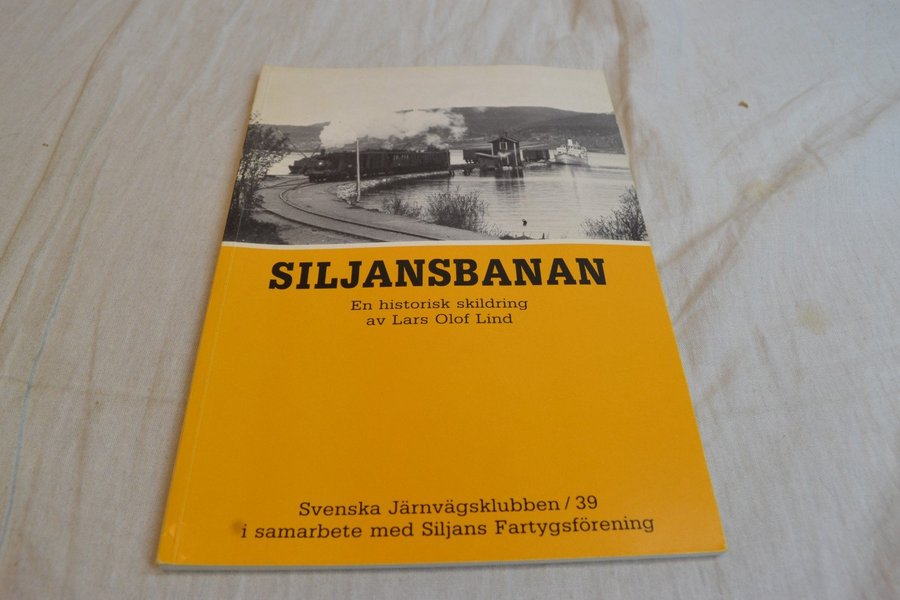 SILJANSBANAN
En historisk skildring
av Lars Olof Lind
Svenska Järnvägsklubben / 39
i samarbete med Siljans Fartygsförening